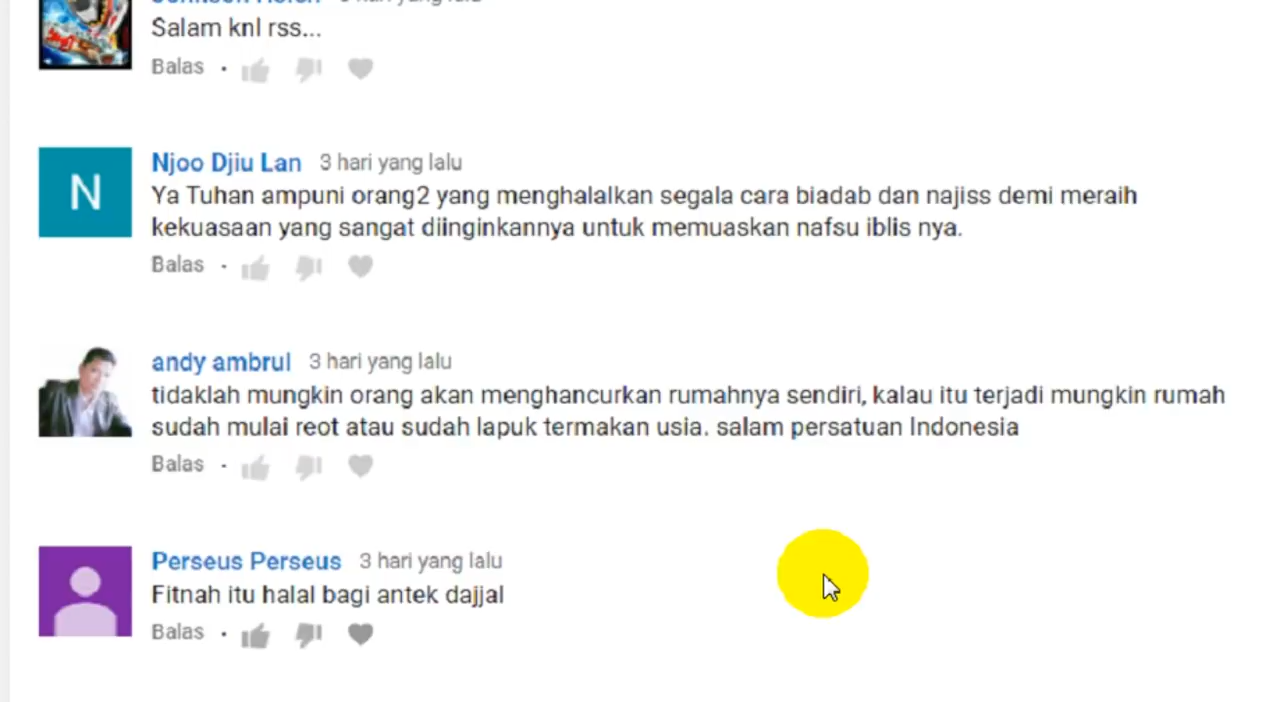 3 hari yang lalu
Salam knl rss...
Balas
N
Njoo Djiu Lan 3 hari yang lalu
Ya Tuhan ampuni orang2 yang menghalalkan segala cara biadab dan najiss demi meraih
kekuasaan yang sangat diinginkannya untuk memuaskan nafsu iblis nya.
Balas
andy ambrul 3 hari yang lalu
tidaklah mungkin orang akan menghancurkan rumahnya sendiri, kalau itu terjadi mungkin rumah
sudah mulai reot atau sudah lapuk termakan usia. salam persatuan Indonesia
Balas
Perseus Perseus 3 hari yang lalu
Fitnah itu halal bagi antek dajjal
Balas